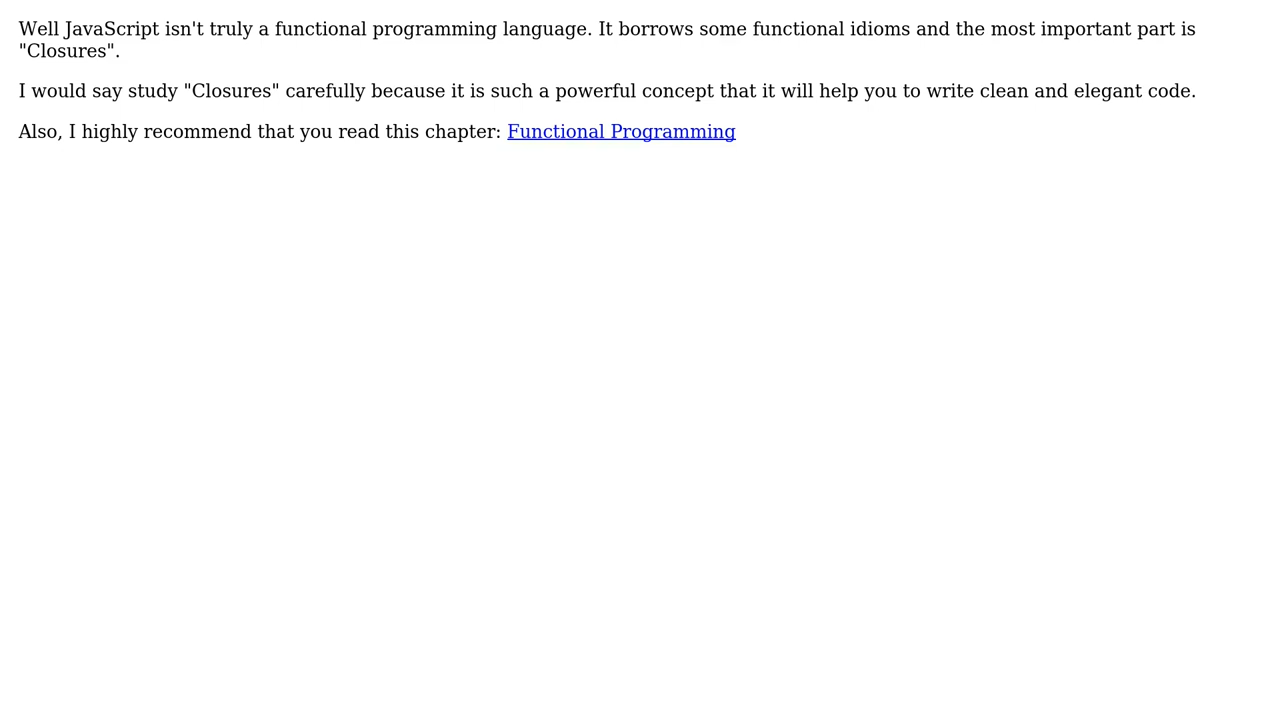 Well JavaScript isn't truly a functional programming language. It borrows some functional idioms and the most important part is
"Closures".
I would say study "Closures" carefully because it is such a powerful concept that it will help you to write clean and elegant code.
Also, I highly recommend that you read this chapter: Functional Programming